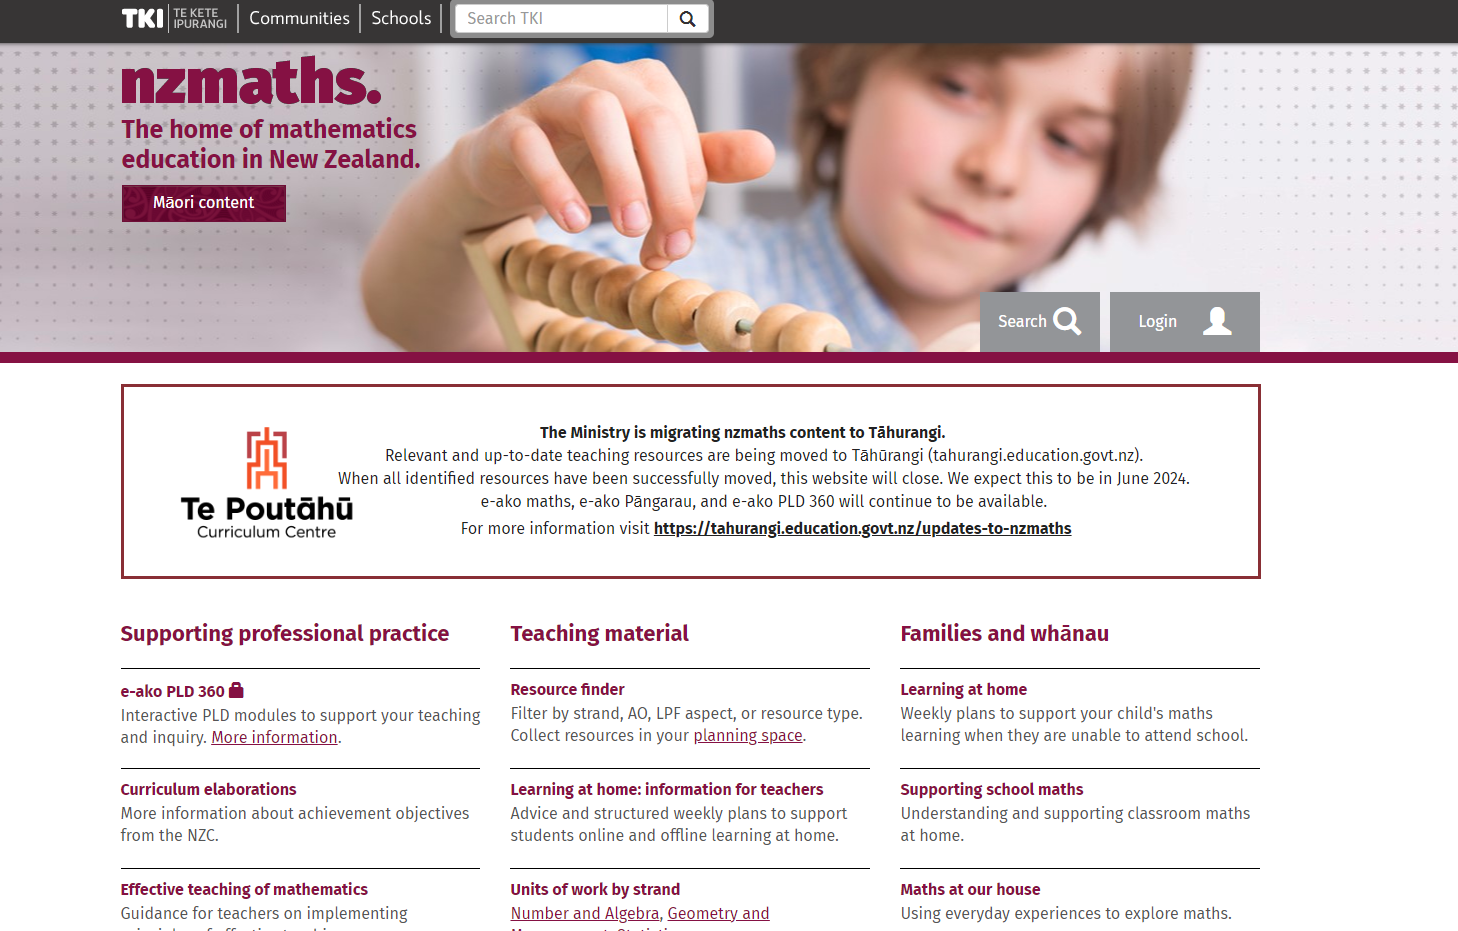 TKI TE KETE IPURANGI Communities Schools Search TKI
nzmaths.
The home of mathematics
education in New Zealand.
Māori content
Search Login
The Ministry is migrating nzmaths content to Tāhurangi.
Relevant and up-to-date teaching resources are being moved to Tāhūrangi (tahurangi.education.govt.nz).
When all identified resources have been successfully moved, this website will close. We expect this to be in June 2024.
e-ako maths, e-ako Pāngarau, and e-ako PLD 360 will continue to be available.
For more information visit https://tahurangi.education.govt.nz/updates-to-nzmaths
Te Poutāhū
Curriculum Centre
Supporting professional practice
e-ako PLD 360
Interactive PLD modules to support your teaching
and inquiry. More information.
Curriculum elaborations
More information about achievement objectives
from the NZC.
Effective teaching of mathematics
Guidance for teachers on implementing
Teaching material
Resource finder
Filter by strand, AO, LPF aspect, or resource type.
Collect resources in your planning space.
Learning at home: information for teachers
Advice and structured weekly plans to support
students online and offline learning at home.
Units of work by strand
Number and Algebra, Geometry and
Families and whānau
Learning at home
Weekly plans to support your child's maths
learning when they are unable to attend school.
Supporting school maths
Understanding and supporting classroom maths
at home.
Maths at our house
Using everyday experiences to explore maths.